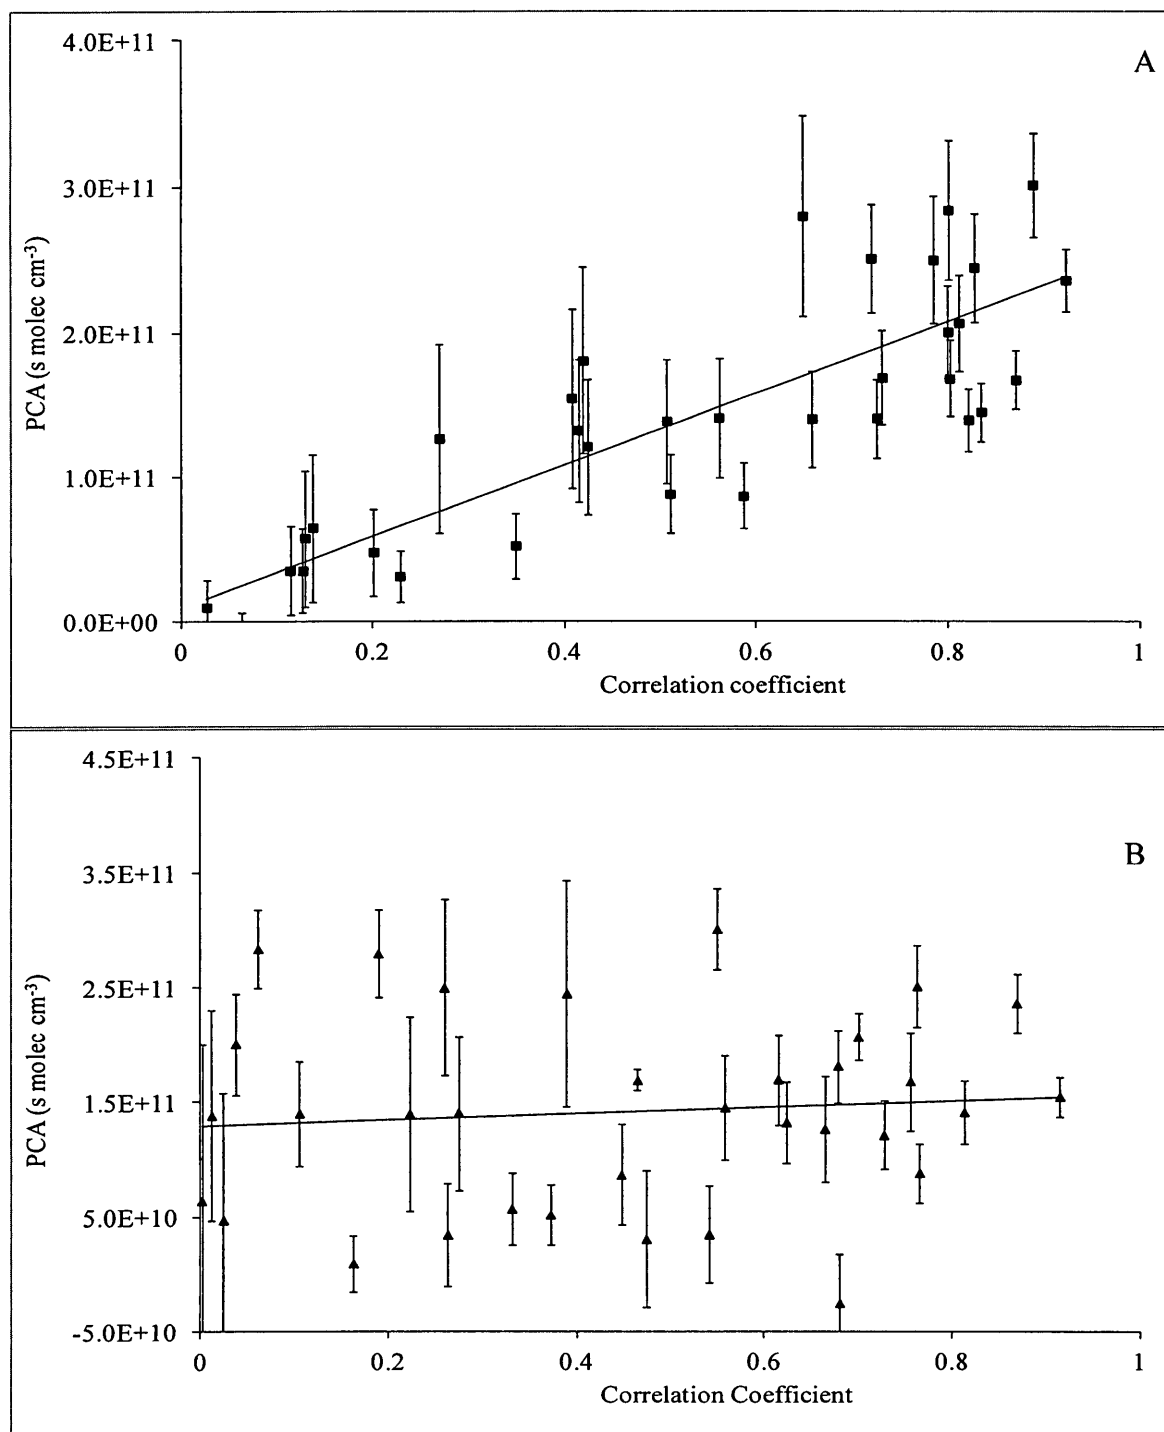 A
4.0E+11
3.0E+11
2.0E+11
1.0E+11
0.0E+00
PCA (s molec cm-3)
0 0.2 0.4 0.6 0.8 1
Correlation coefficient
B
4.5E+11
3.5E+11
2.5E+11
1.5E+11
5.0E+10
-5.0E+10
PCA (s molec cm-3)
0 0.2 0.4 0.6 0.8 1
Correlation Coefficient